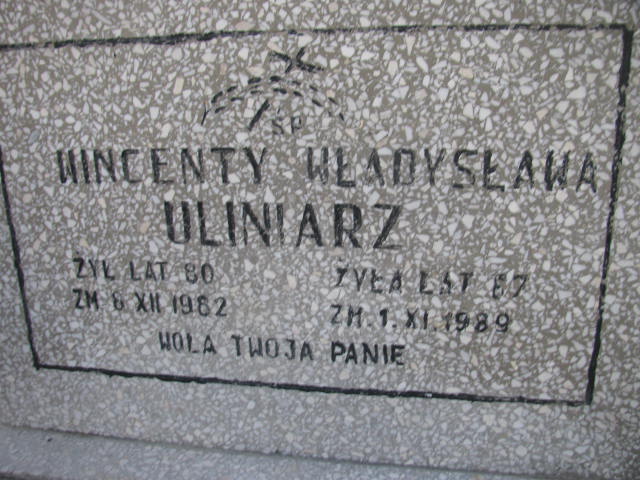 ŚP
WINCENTY WŁADYSŁAWA
ULINIARZ
ŻYŁ LAT 80 ŻYŁA LAT 87
ZM 6 XII 1982 ZM. 1. XI. 1989
WOLA TWOJA PANIE